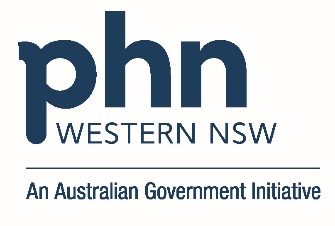 phn
WESTERN NSW
An Australian Government Initiative